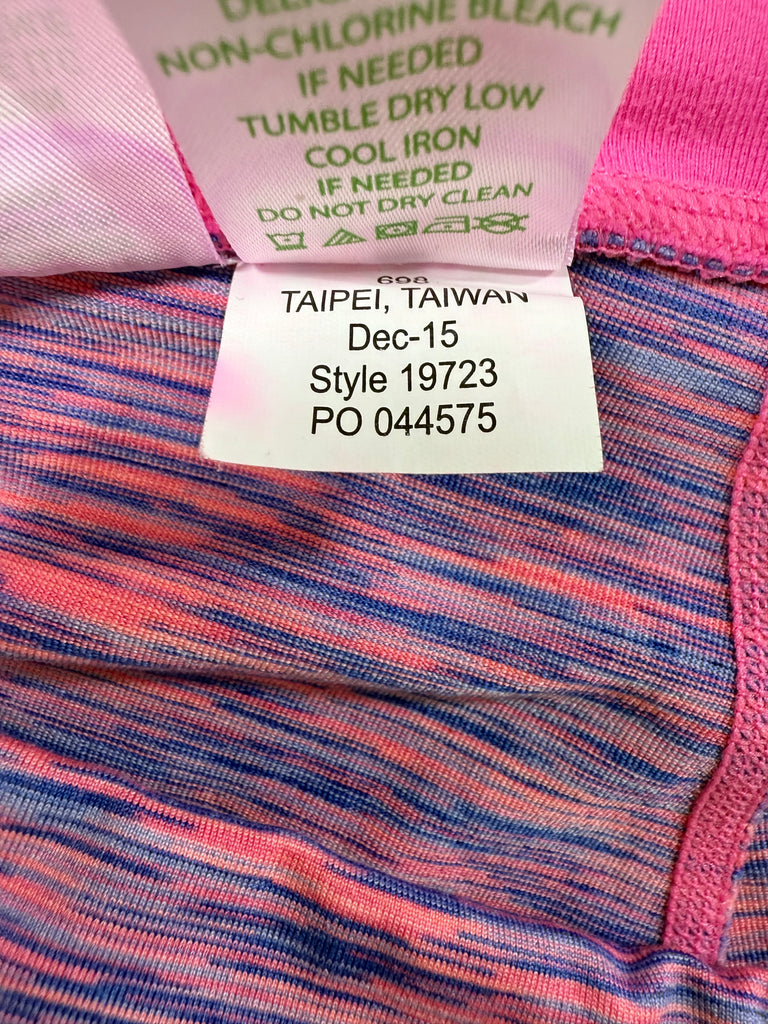 NON-CHLORINE BLEACH
IF NEEDED
TUMBLE DRY LOW
COOL IRON
IF NEEDED
DO NOT DRY CLEAN
698
TAIPEI, TAIWAN
Dec-15
Style 19723
PO 044575